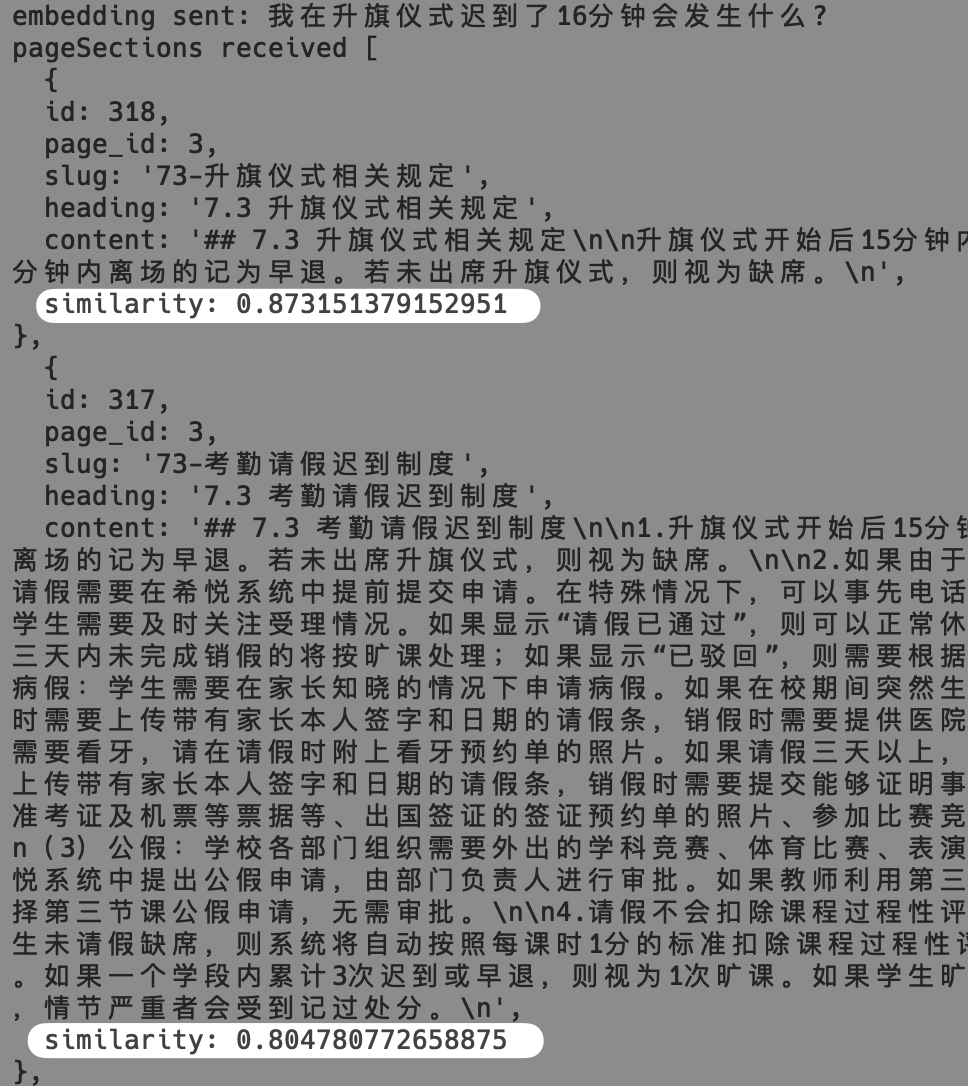 embedding sent: 我在升旗仪式迟到了16分钟会发生什么?
pageSections received [
{
id: 318,
page_id: 3,
slug: '73-升旗仪式相关规定',
heading: '7.3 升旗仪式相关规定',
content: '## 7.3 升旗仪式相关规定\n\n升旗仪式开始后15分钟内
分钟内离场的记为早退。若未出席升旗仪式，则视为缺席。\n',
similarity: 0.873151379152951
},
{
id: 317,
page_id: 3,
slug: '73-考勤请假迟到制度',
heading: '7.3 考勤请假迟到制度',
content: '## 7.3 考勤请假迟到制度\n\n1.升旗仪式开始后15分钟
离场的记为早退。若未出席升旗仪式，则视为缺席。\n\n2.如果由于
请假需要在希悦系统中提前提交申请。在特殊情况下，可以事先电话
学生需要及时关注受理情况。如果显示“请假已通过”，则可以正常休
三天内未完成销假的将按旷课处理；如果显示“已驳回”，则需要根据
病假：学生需要在家长知晓的情况下申请病假。如果在校期间突然生
时需要上传带有家长本人签字和日期的请假条，销假时需要提供医院
需要看牙，请在请假时附上看牙预约单的照片。如果请假三天以上，
上传带有家长本人签字和日期的请假条，销假时需要提交能够证明事
准考证及机票等票据等、出国签证的签证预约单的照片、参加比赛竞
n（3）公假：学校各部门组织需要外出的学科竞赛、体育比赛、表演
悦系统中提出公假申请，由部门负责人进行审批。如果教师利用第三
择第三节课公假申请，无需审批。\n\n4.请假不会扣除课程过程性评
生未请假缺席，则系统将自动按照每课时1分的标准扣除课程过程性评
。如果一个学段内累计3次迟到或早退，则视为1次旷课。如果学生旷
，情节严重者会受到记过处分。\n',
similarity: 0.804780772658875
},